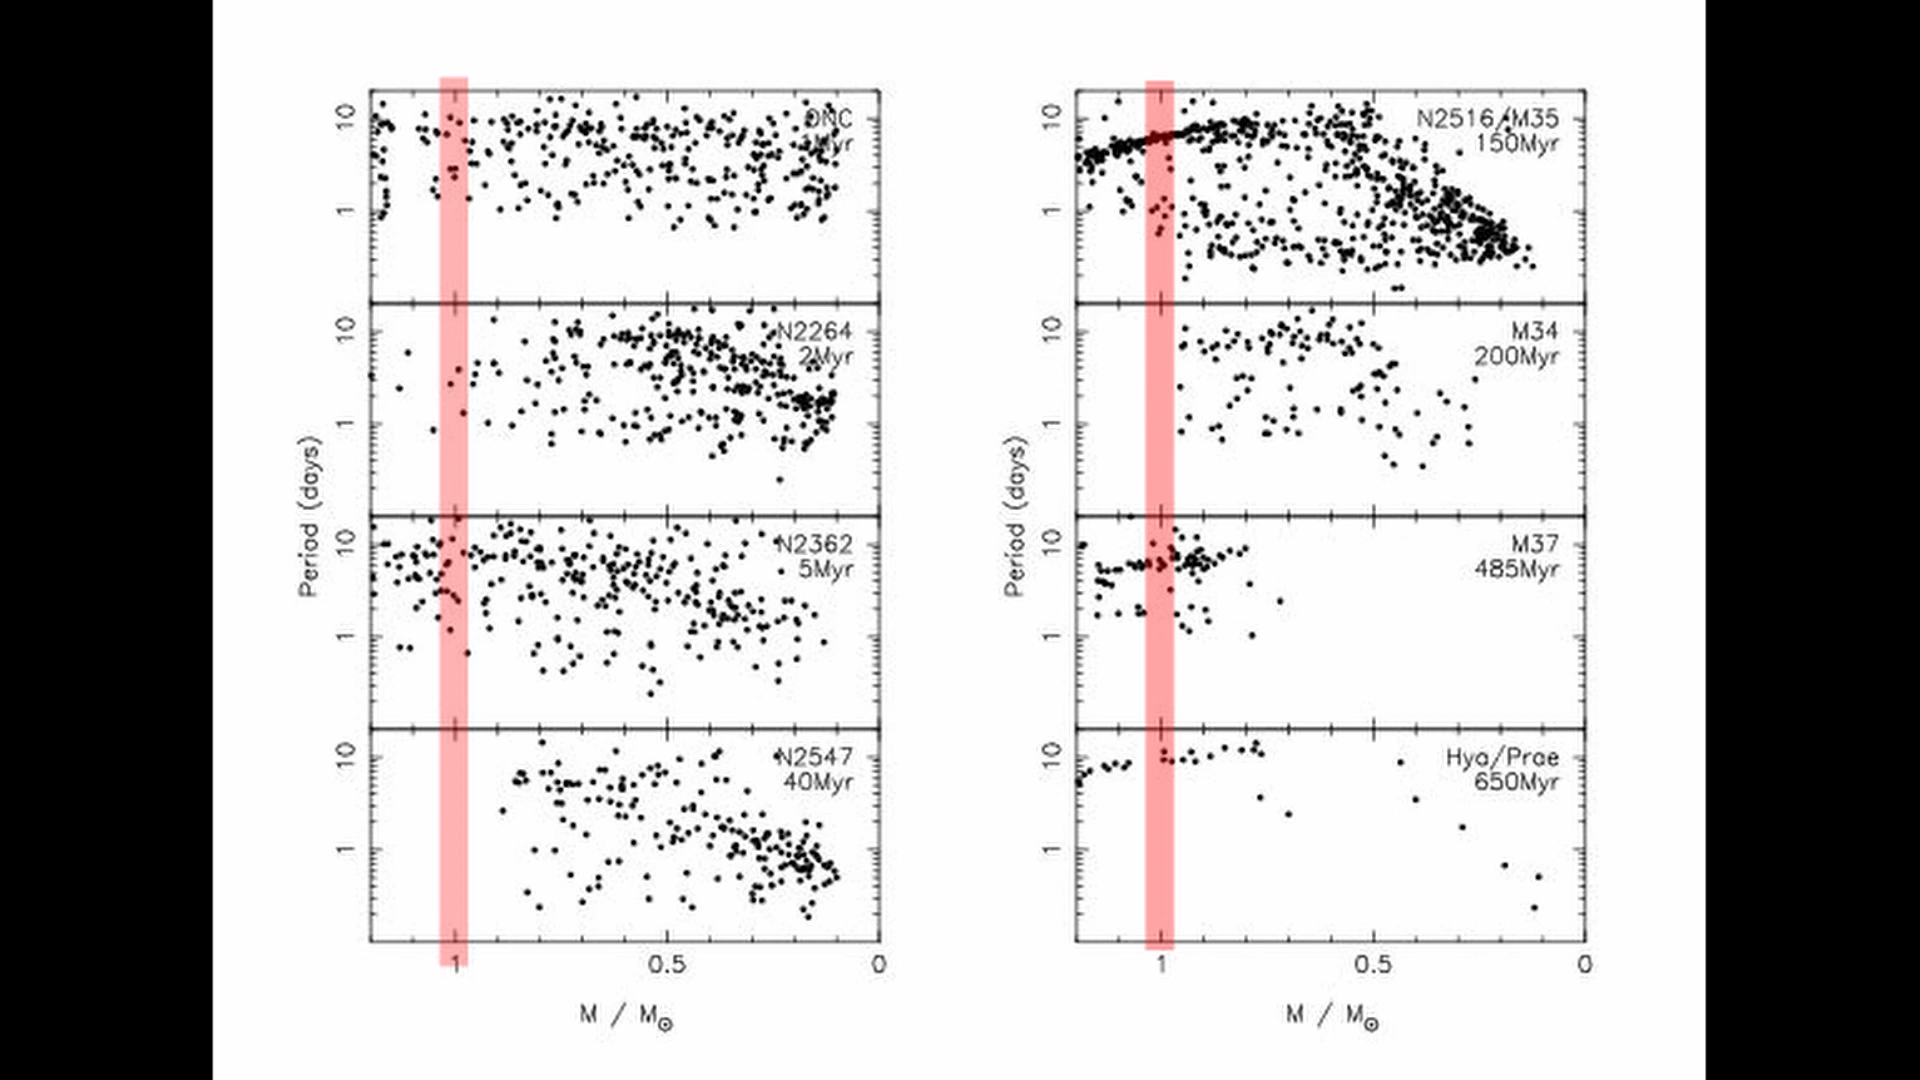 ONC
1Myr
10
1
N2264
2Myr
10
1
N2362
5Myr
10
1
N2547
40Myr
10
1
Period (days)
1
0.5
0
M / M⊙
N2516/M35
150Myr
10
1
M34
200Myr
10
1
M37
485Myr
10
1
Hya/Prae
650Myr
10
1
Period (days)
1
0.5
0
M / M⊙